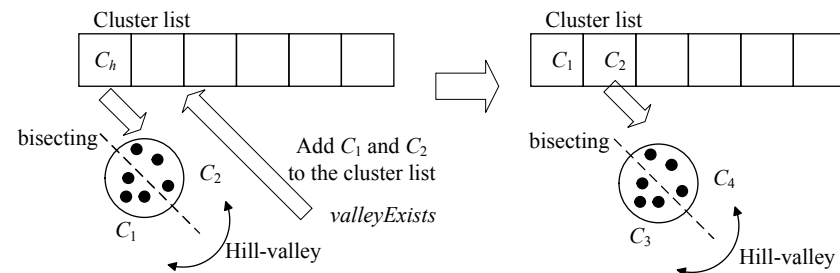 Cluster list
C_h
bisecting
C_2
C_1
Hill-valley
Add C_1 and C_2
to the cluster list
valleyExists
Cluster list
C_1 C_2
bisecting
C_4
C_3
Hill-valley